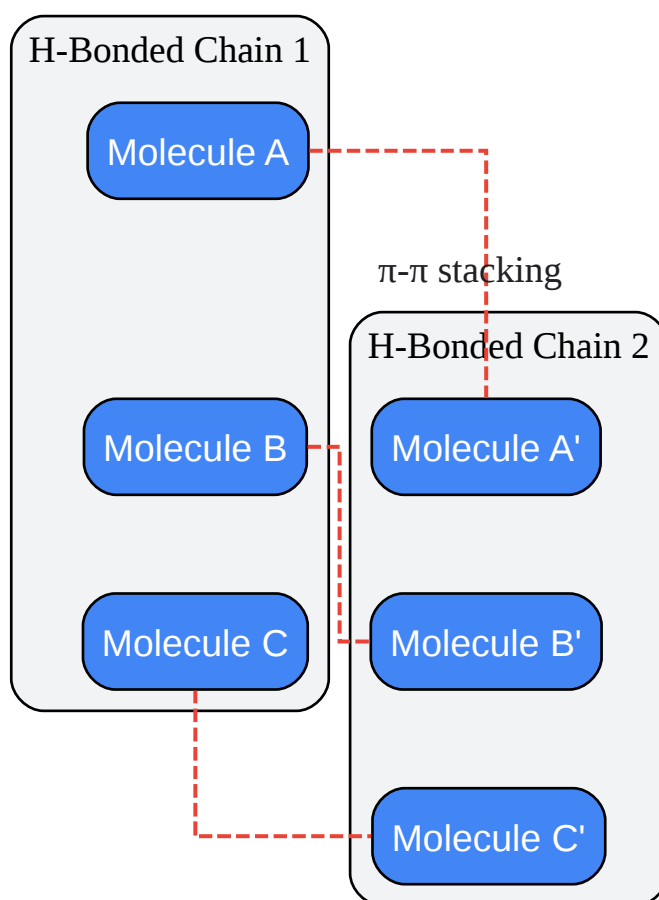 H-Bonded Chain 1
Molecule A
π-π stacking
H-Bonded Chain 2
Molecule B
Molecule A'
Molecule C
Molecule B'
Molecule C'